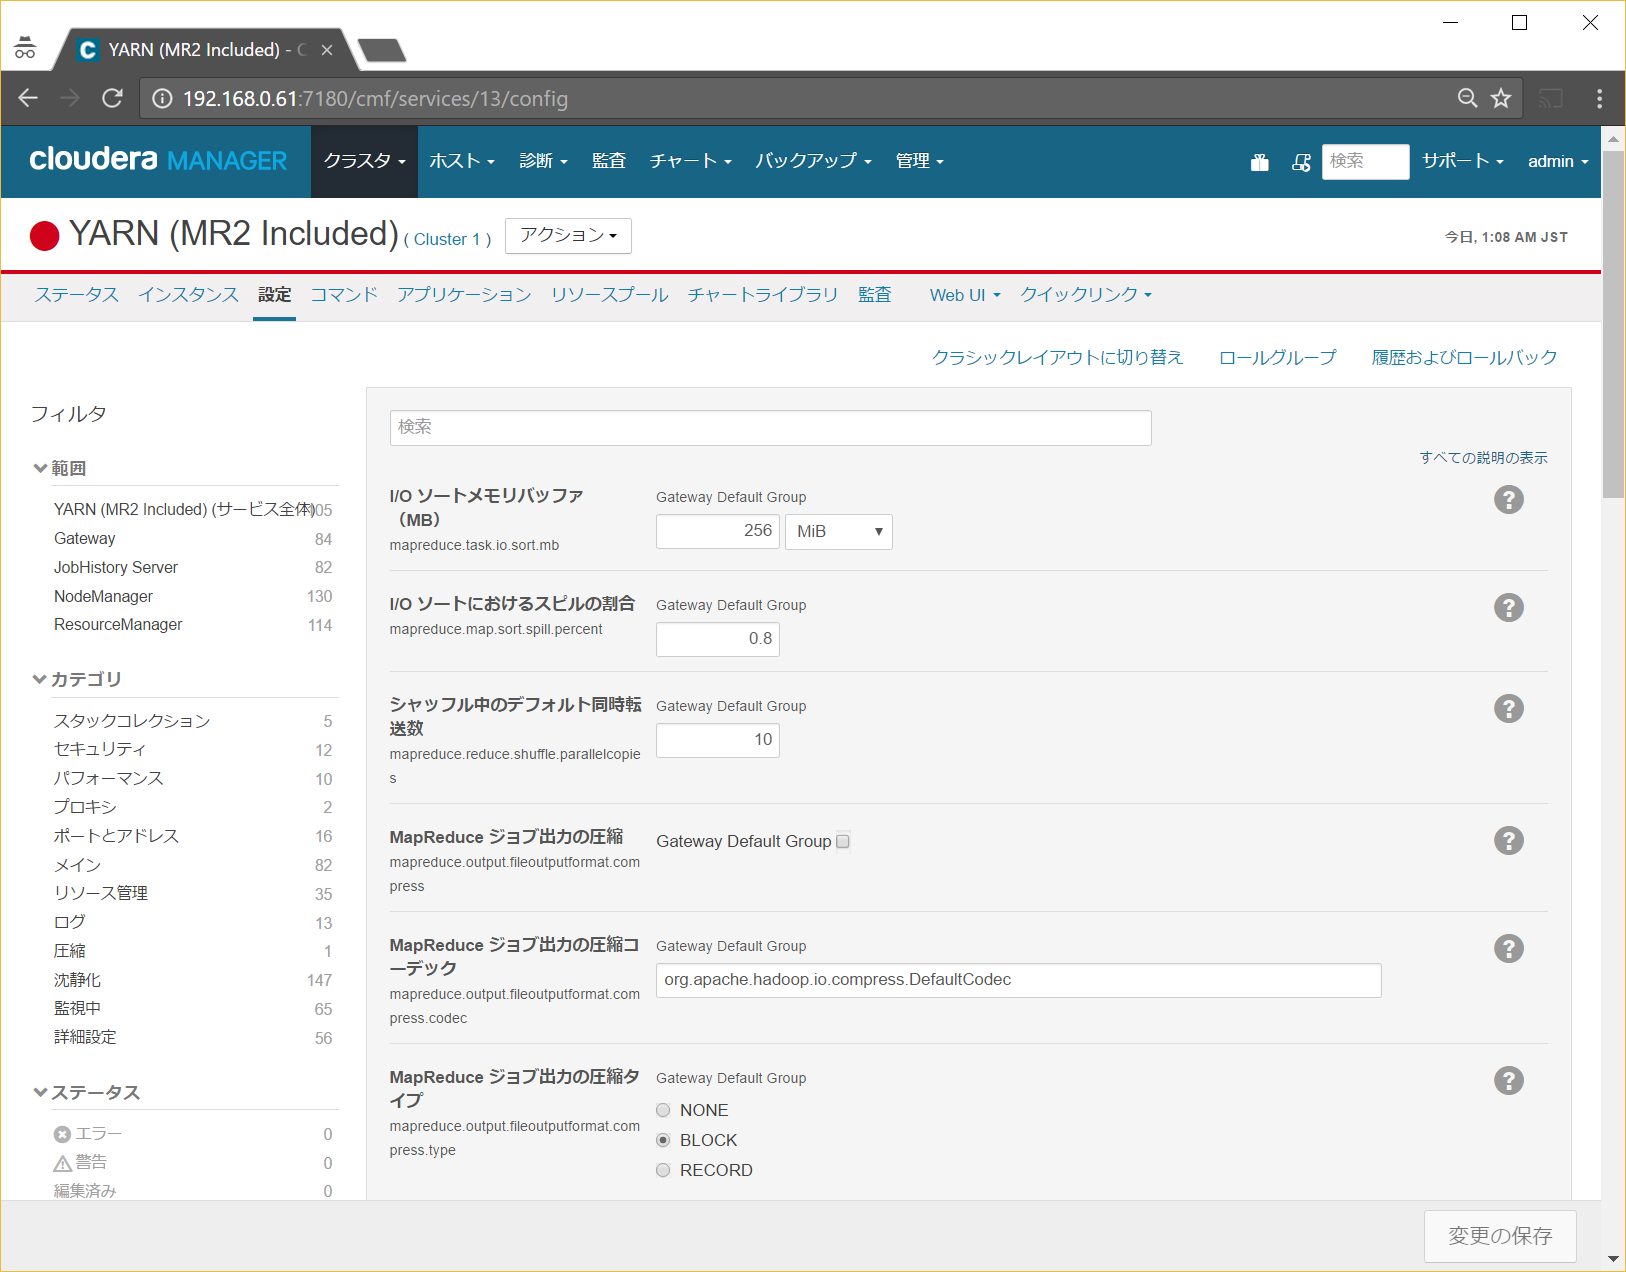 YARN (MR2 Included) - C
192.168.0.61:7180/cmf/services/13/config
cloudera MANAGER クラスタ ホスト 診断 監査 チャート バックアップ 管理 検索 サポート admin
YARN (MR2 Included) ( Cluster 1 ) アクション 今日, 1:08 AM JST
ステータス インスタンス 設定 コマンド アプリケーション リソースプール チャートライブラリ 監査 Web UI クイックリンク
クラシックレイアウトに切り替え ロールグループ 履歴およびロールバック
フィルタ
範囲
YARN (MR2 Included) (サービス全体) 105
Gateway 84
JobHistory Server 82
NodeManager 130
ResourceManager 114
カテゴリ
スタックコレクション 5
セキュリティ 12
パフォーマンス 10
プロキシ 2
ポートとアドレス 16
メイン 82
リソース管理 35
ログ 13
圧縮 1
沈静化 147
監視中 65
詳細設定 56
ステータス
エラー 0
警告 0
編集済み 0
検索
すべての説明の表示
I/O ソートメモリバッファ
（MB）
mapreduce.task.io.sort.mb
Gateway Default Group
256 MiB
I/O ソートにおけるスピルの割合
mapreduce.map.sort.spill.percent
Gateway Default Group
0.8
シャッフル中のデフォルト同時転
送数
mapreduce.reduce.shuffle.parallelcopie
s
Gateway Default Group
10
MapReduce ジョブ出力の圧縮
mapreduce.output.fileoutputformat.com
press
Gateway Default Group
MapReduce ジョブ出力の圧縮コ
ーデック
mapreduce.output.fileoutputformat.com
press.codec
Gateway Default Group
org.apache.hadoop.io.compress.DefaultCodec
MapReduce ジョブ出力の圧縮タ
イプ
mapreduce.output.fileoutputformat.com
press.type
Gateway Default Group
NONE
BLOCK
RECORD
変更の保存